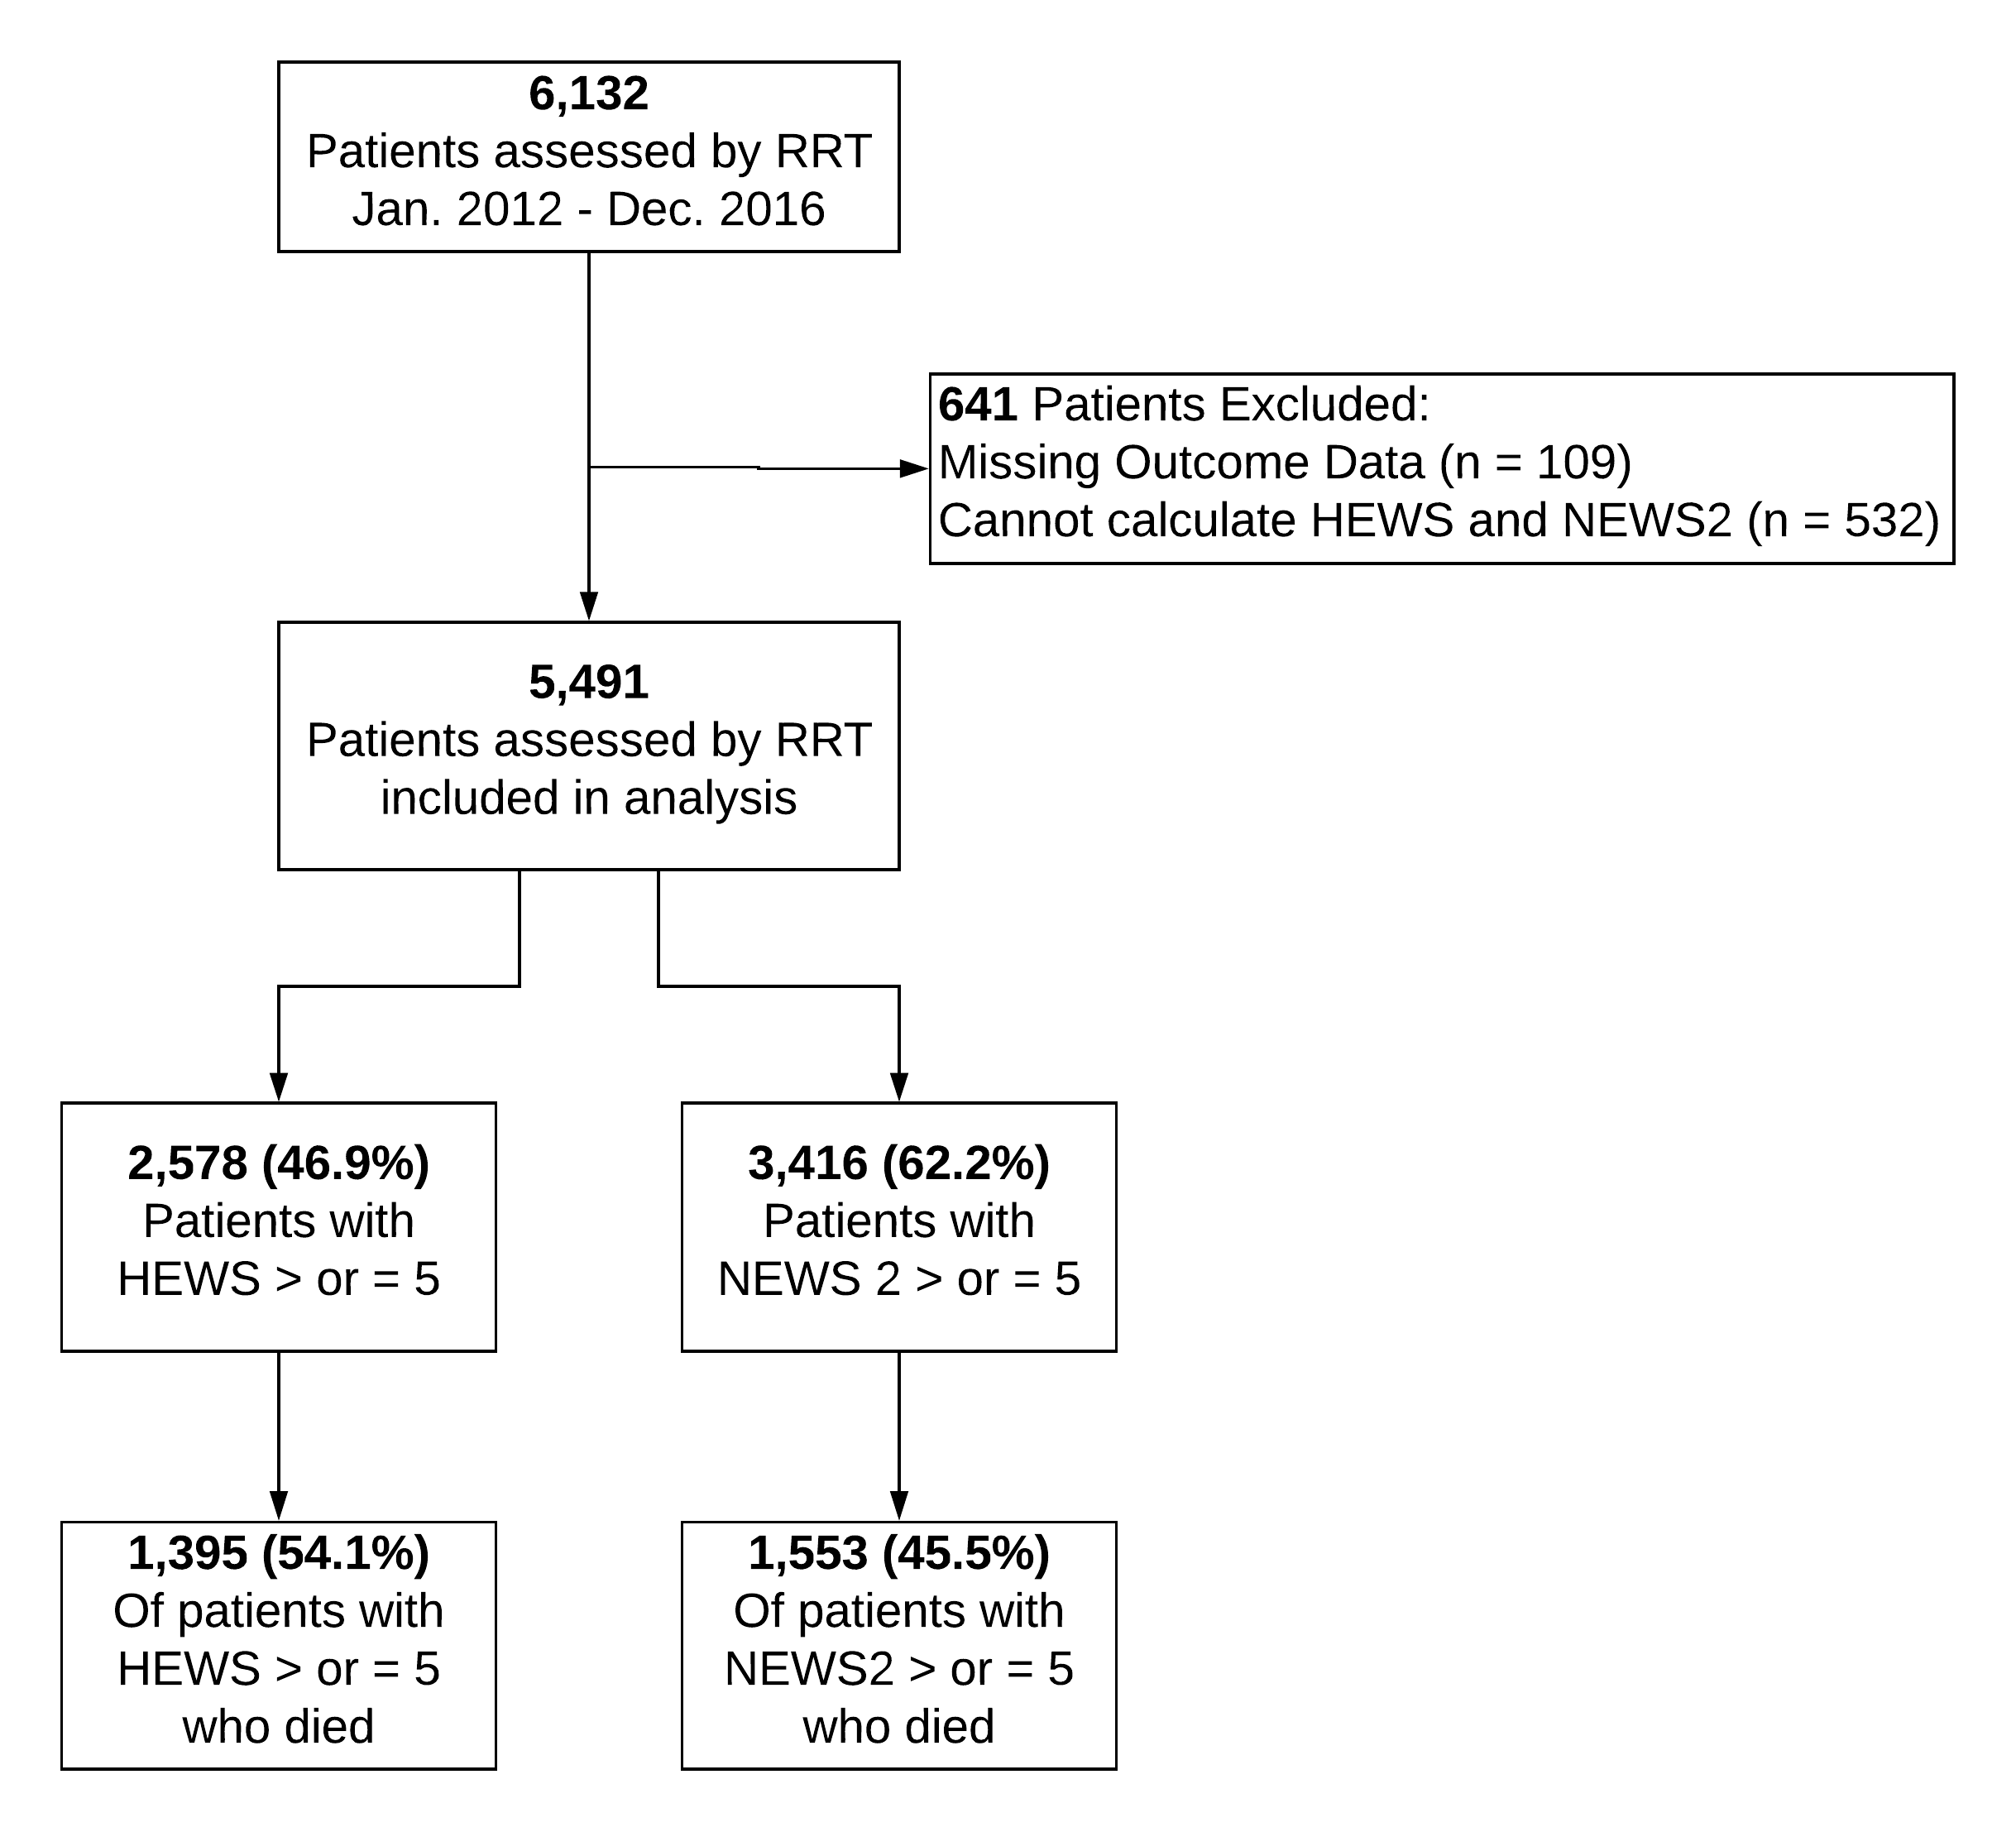 6,132
Patients assessed by RRT
Jan. 2012 - Dec. 2016
641 Patients Excluded:
Missing Outcome Data (n = 109)
Cannot calculate HEWS and NEWS2 (n = 532)
5,491
Patients assessed by RRT
included in analysis
2,578 (46.9%)
Patients with
HEWS > or = 5
3,416 (62.2%)
Patients with
NEWS 2 > or = 5
1,395 (54.1%)
Of patients with
HEWS > or = 5
who died
1,553 (45.5%)
Of patients with
NEWS2 > or = 5
who died